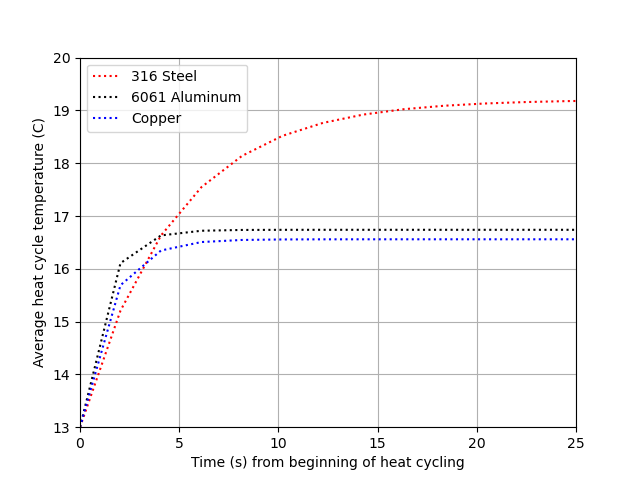 316 Steel
6061 Aluminum
Copper
Average heat cycle temperature (C)
20
19
18
17
16
15
14
13
0 5 10 15 20 25
Time (s) from beginning of heat cycling